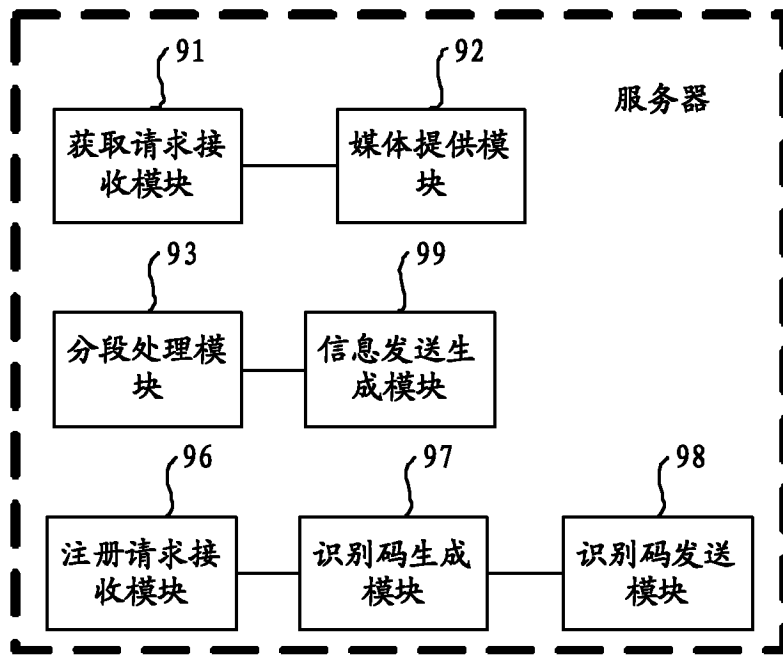 91
92
服务器
获取请求接
收模块
媒体提供模
块
93
99
分段处理模
块
信息发送生
成模块
96
97
98
注册请求接
收模块
识别码生成
模块
识别码发送
模块